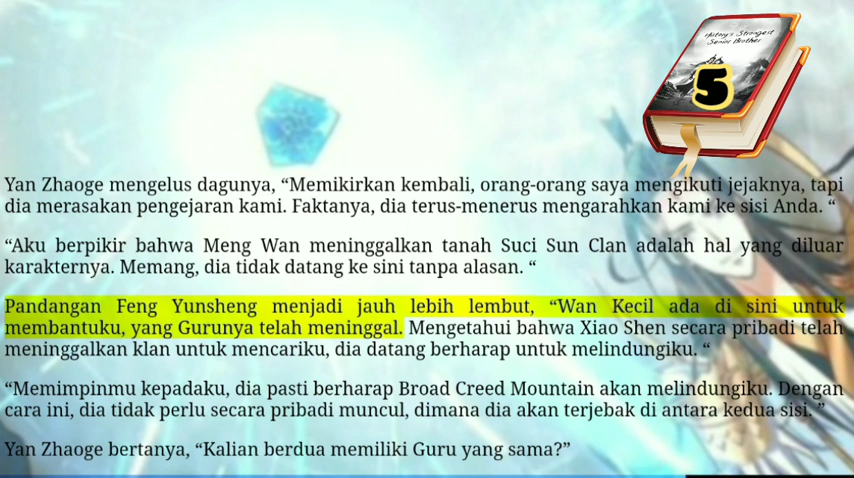 History's Strongest
Senior Brother
5
Yan Zhaoge mengelus dagunya, “Memikirkan kembali, orang-orang saya mengikuti jejaknya, tapi
dia merasakan pengejaran kami. Faktanya, dia terus-menerus mengarahkan kami ke sisi Anda. “
“Aku berpikir bahwa Meng Wan meninggalkan tanah Suci Sun Clan adalah hal yang diluar
karakternya. Memang, dia tidak datang ke sini tanpa alasan. “
Pandangan Feng Yunsheng menjadi jauh lebih lembut, “Wan Kecil ada di sini untuk
membantuku, yang Gurunya telah meninggal. Mengetahui bahwa Xiao Shen secara pribadi telah
meninggalkan klan untuk mencariku, dia datang berharap untuk melindungiku. “
“Memimpinmu kepadaku, dia pasti berharap Broad Creed Mountain akan melindungiku. Dengan
cara ini, dia tidak perlu secara pribadi muncul, dimana dia akan terjebak di antara kedua sisi. ”
Yan Zhaoge bertanya, “Kalian berdua memiliki Guru yang sama?”